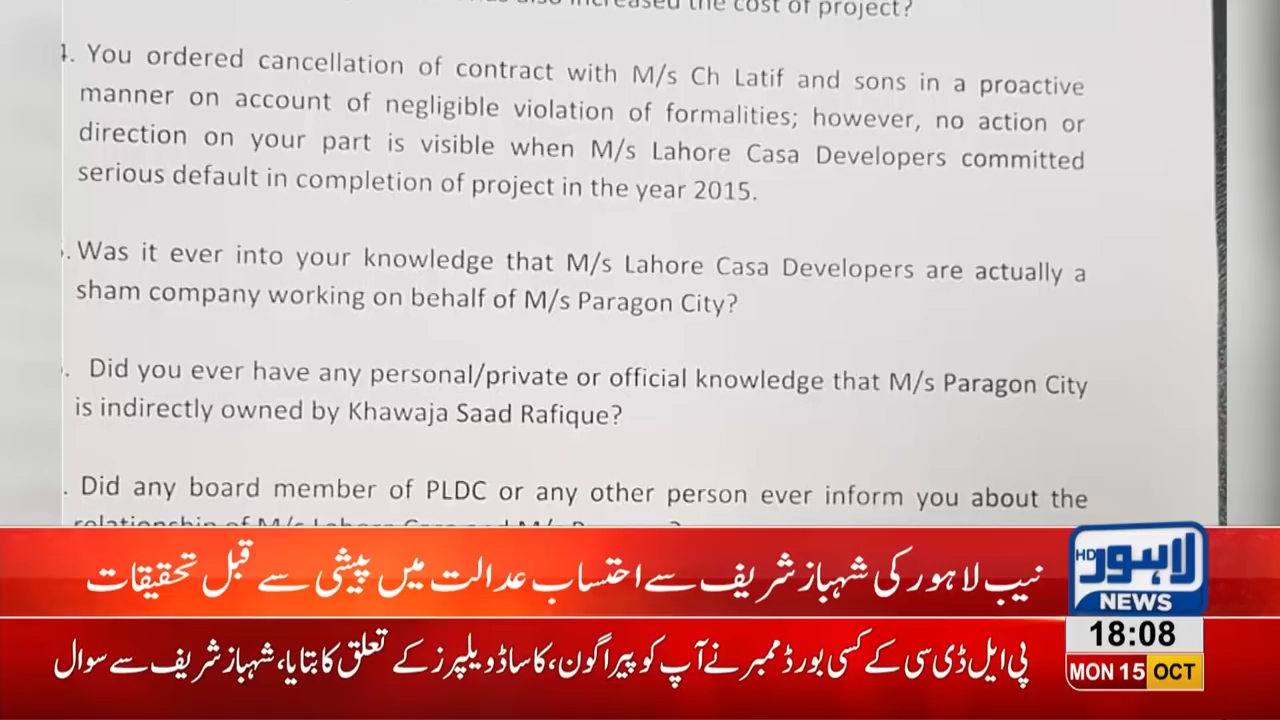 also increased the cost of project?
4. You ordered cancellation of contract with M/s Ch Latif and sons in a proactive
manner on account of negligible violation of formalities; however, no action or
direction on your part is visible when M/s Lahore Casa Developers committed
serious default in completion of project in the year 2015.
. Was it ever into your knowledge that M/s Lahore Casa Developers are actually a
sham company working on behalf of M/s Paragon City?
. Did you ever have any personal/private or official knowledge that M/s Paragon City
is indirectly owned by Khawaja Saad Rafique?
. Did any board member of PLDC or any other person ever inform you about the
relationship of M/s Lahore Casa and M/s
نیب لاہور کی شہباز شریف سے احتساب عدالت میں پیشی سے قبل تحقیقات
پی ایل ڈی سی کے کسی بورڈ ممبر نے آپ کو پیراگون، کاسا ڈویلپرز کے تعلق کا بتایا، شہباز شریف سے سوال
HD لاہور
NEWS
18:08
MON 15 OCT